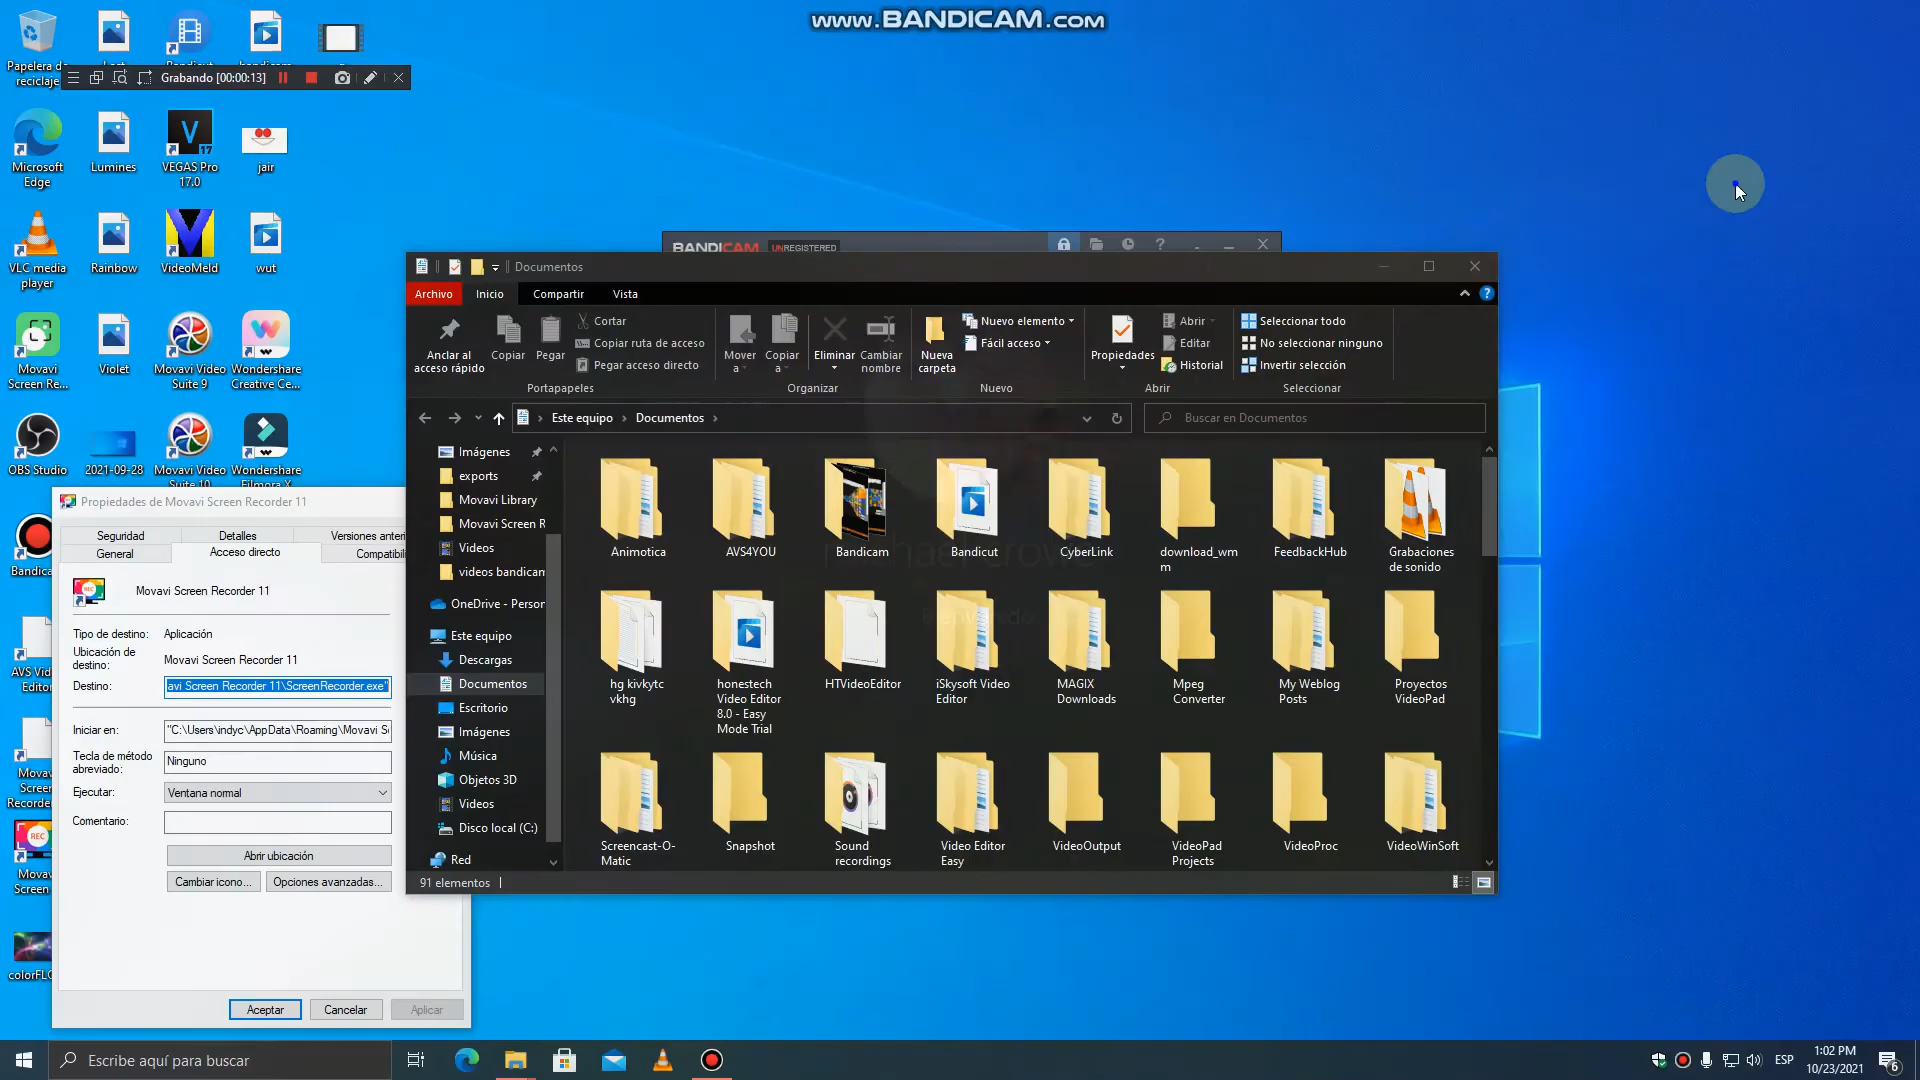 www.BANDICAM.com
Papelera de
reciclaje
Grabando [00:00:13]
Microsoft
Edge
Lumines
VEGAS Pro
17.0
jair
VLC media
player
Rainbow
VideoMeld
wut
Movavi
Screen Re...
Violet
Movavi Video
Suite 9
Wondershare
Creative Ce...
OBS Studio
2021-09-28
Movavi Video
Suite 10
Wondershare
Filmora X
BANDICAM UNREGISTERED
Documentos
Archivo
Inicio
Compartir
Vista
Anclar al
acceso rápido
Copiar
Pegar
Cortar
Copiar ruta de acceso
Pegar acceso directo
Portapapeles
Mover
a
Copiar
a
Eliminar
Cambiar
nombre
Organizar
Nueva
carpeta
Nuevo elemento
Fácil acceso
Nuevo
Propiedades
Abrir
Editar
Historial
Abrir
Seleccionar todo
No seleccionar ninguno
Invertir selección
Seleccionar
Este equipo
Documentos
Buscar en Documentos
Imágenes
exports
Movavi Library
Movavi Screen R
Videos
videos bandicam
OneDrive - Person
Este equipo
Descargas
Documentos
Escritorio
Imágenes
Música
Objetos 3D
Videos
Disco local (C:)
Red
Animotica
AVS4YOU
Bandicam
Bandicut
CyberLink
download_wm
m
FeedbackHub
Grabaciones
de sonido
hg kivkytc
vkhg
honestech
Video Editor
8.0 - Easy
Mode Trial
HTVideoEditor
iSkysoft Video
Editor
MAGIX
Downloads
Mpeg
Converter
My Weblog
Posts
Proyectos
VideoPad
Screencast-O-
Matic
Snapshot
Sound
recordings
Video Editor
Easy
VideoOutput
VideoPad
Projects
VideoProc
VideoWinSoft
91 elementos
Propiedades de Movavi Screen Recorder 11
Seguridad
Detalles
Versiones anteri
General
Acceso directo
Compatibil
Movavi Screen Recorder 11
Tipo de destino:
Aplicación
Ubicación de
destino:
Movavi Screen Recorder 11
Destino:
avi Screen Recorder 11\ScreenRecorder.exe"
Iniciar en:
"C:\Users\indyc\AppData\Roaming\Movavi S
Tecla de método
abreviado:
Ninguno
Ejecutar:
Ventana normal
Comentario:
Abrir ubicación
Cambiar icono...
Opciones avanzadas...
Aceptar
Cancelar
Aplicar
Bandica
AVS Vid
Editor
Mova
Scree
Recorde
Mova
Screen
colorFLO
Escribe aquí para buscar
ESP
1:02 PM
10/23/2021
6